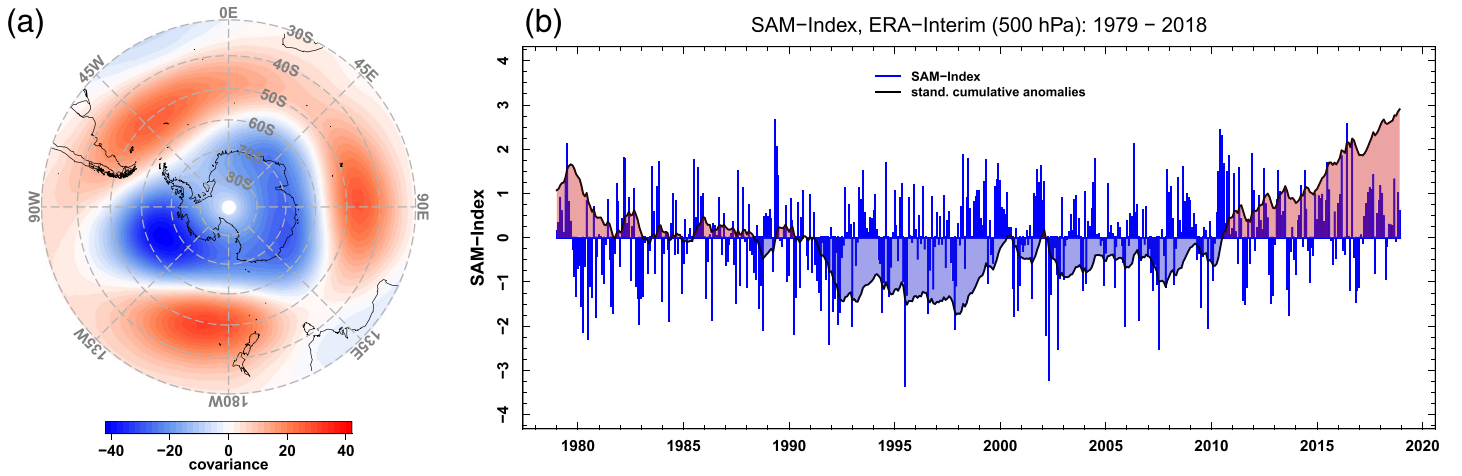 (a)
0E
30S
40S
50S
60S
70S
80S
45W
45E
90W
90E
135W
135E
180W
−40 −20 0 20 40
covariance
(b)
SAM−Index, ERA−Interim (500 hPa): 1979 − 2018
SAM−Index
stand. cumulative anomalies
SAM−Index
4
3
2
1
0
−1
−2
−3
−4
1980 1985 1990 1995 2000 2005 2010 2015 2020